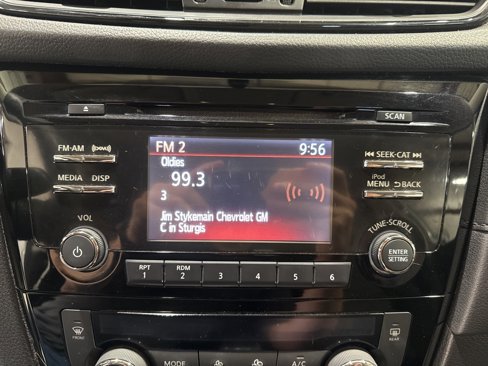 SCAN
FM-AM
MEDIA DISP
VOL
FM 2 9:56
Oldies
99.3
3
Jim Stykemain Chevrolet GM
C in Sturgis
SEEK-CAT
iPod
MENU BACK
TUNE-SCROLL
ENTER
SETTING
RPT RDM
1 2 3 4 5 6
FRONT
MODE
A/C
REAR